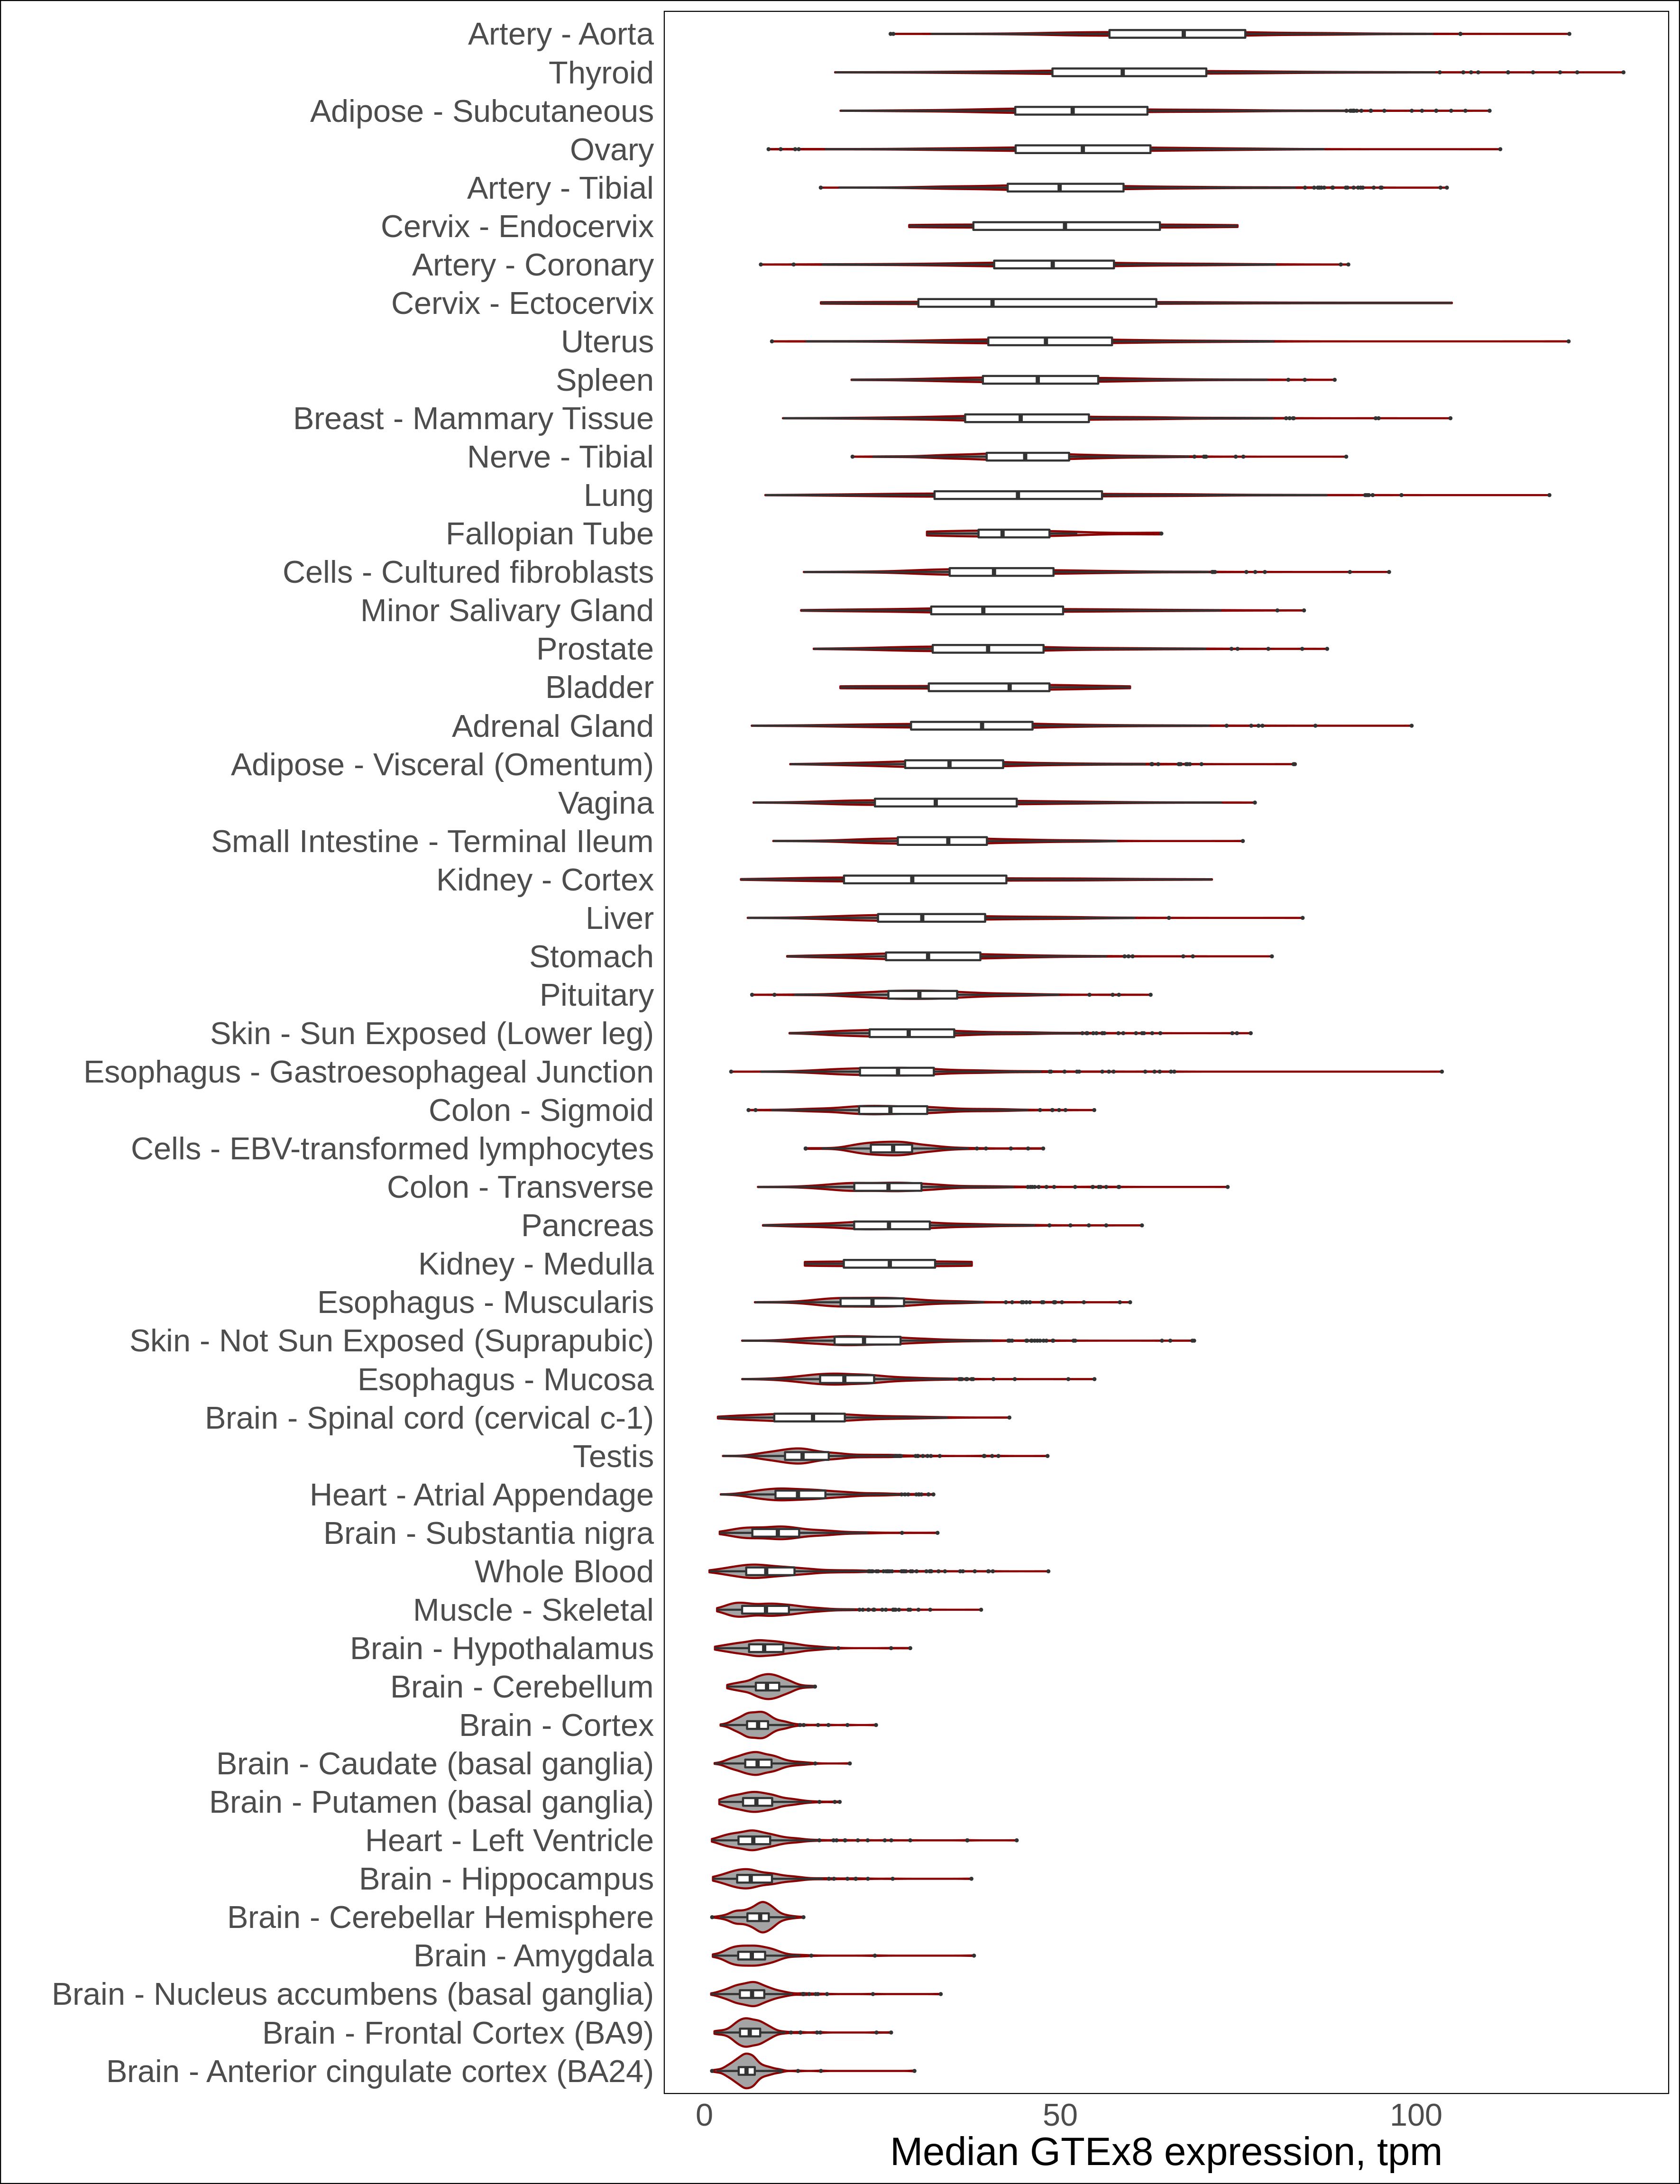 Artery - Aorta
Thyroid
Adipose - Subcutaneous
Ovary
Artery - Tibial
Cervix - Endocervix
Artery - Coronary
Cervix - Ectocervix
Uterus
Spleen
Breast - Mammary Tissue
Nerve - Tibial
Lung
Fallopian Tube
Cells - Cultured fibroblasts
Minor Salivary Gland
Prostate
Bladder
Adrenal Gland
Adipose - Visceral (Omentum)
Vagina
Small Intestine - Terminal Ileum
Kidney - Cortex
Liver
Stomach
Pituitary
Skin - Sun Exposed (Lower leg)
Esophagus - Gastroesophageal Junction
Colon - Sigmoid
Cells - EBV-transformed lymphocytes
Colon - Transverse
Pancreas
Kidney - Medulla
Esophagus - Muscularis
Skin - Not Sun Exposed (Suprapubic)
Esophagus - Mucosa
Brain - Spinal cord (cervical c-1)
Testis
Heart - Atrial Appendage
Brain - Substantia nigra
Whole Blood
Muscle - Skeletal
Brain - Hypothalamus
Brain - Cerebellum
Brain - Cortex
Brain - Caudate (basal ganglia)
Brain - Putamen (basal ganglia)
Heart - Left Ventricle
Brain - Hippocampus
Brain - Cerebellar Hemisphere
Brain - Amygdala
Brain - Nucleus accumbens (basal ganglia)
Brain - Frontal Cortex (BA9)
Brain - Anterior cingulate cortex (BA24)
0 50 100
Median GTEx8 expression, tpm